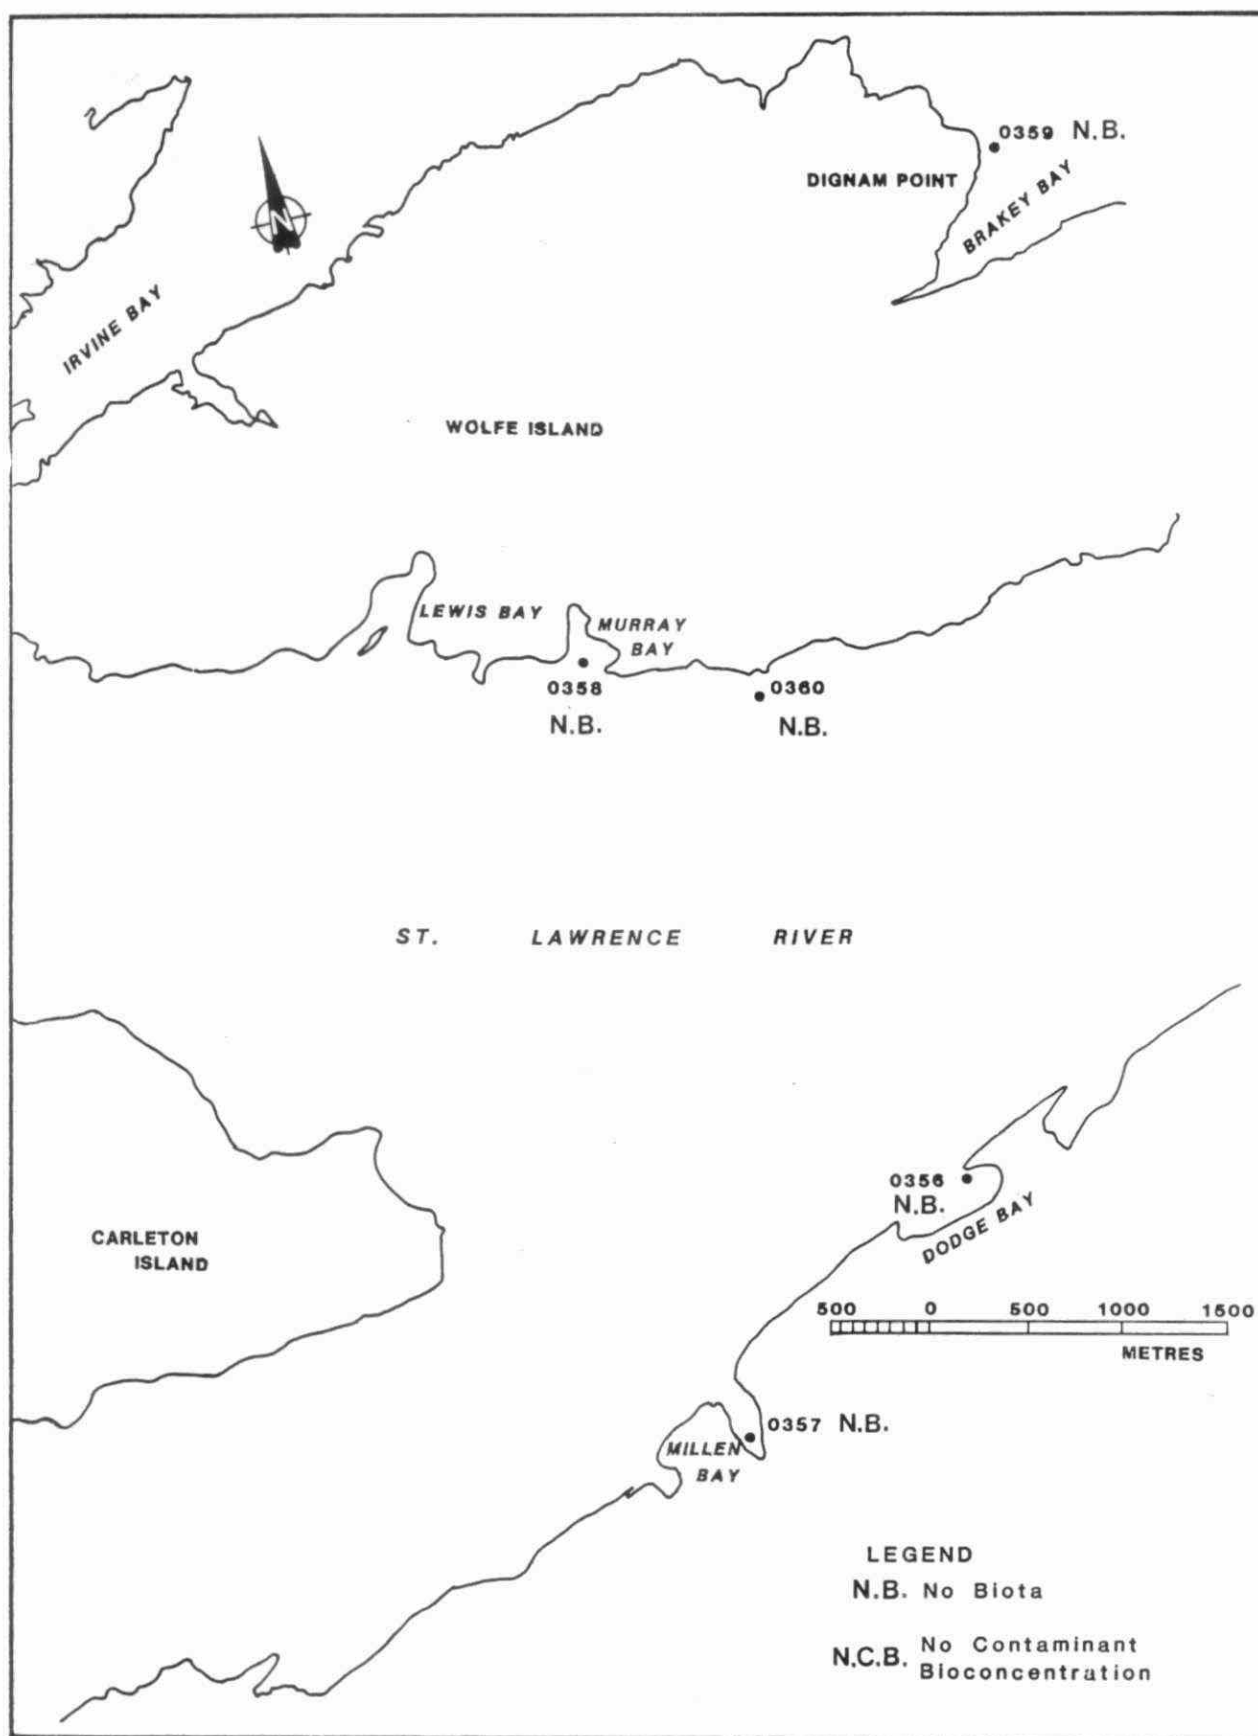 0359 N.B.
DIGNAM POINT
BRAKEY BAY
N
IRVINE BAY
WOLFE ISLAND
LEWIS BAY
MURRAY
BAY
0358
N.B.
0360
N.B.
ST. LAWRENCE RIVER
0356
N.B.
DODGE BAY
CARLETON
ISLAND
500 0 500 1000 1500
METRES
0357 N.B.
MILLEN
BAY
LEGEND
N.B. No Biota
N.C.B. No Contaminant
Bioconcentration